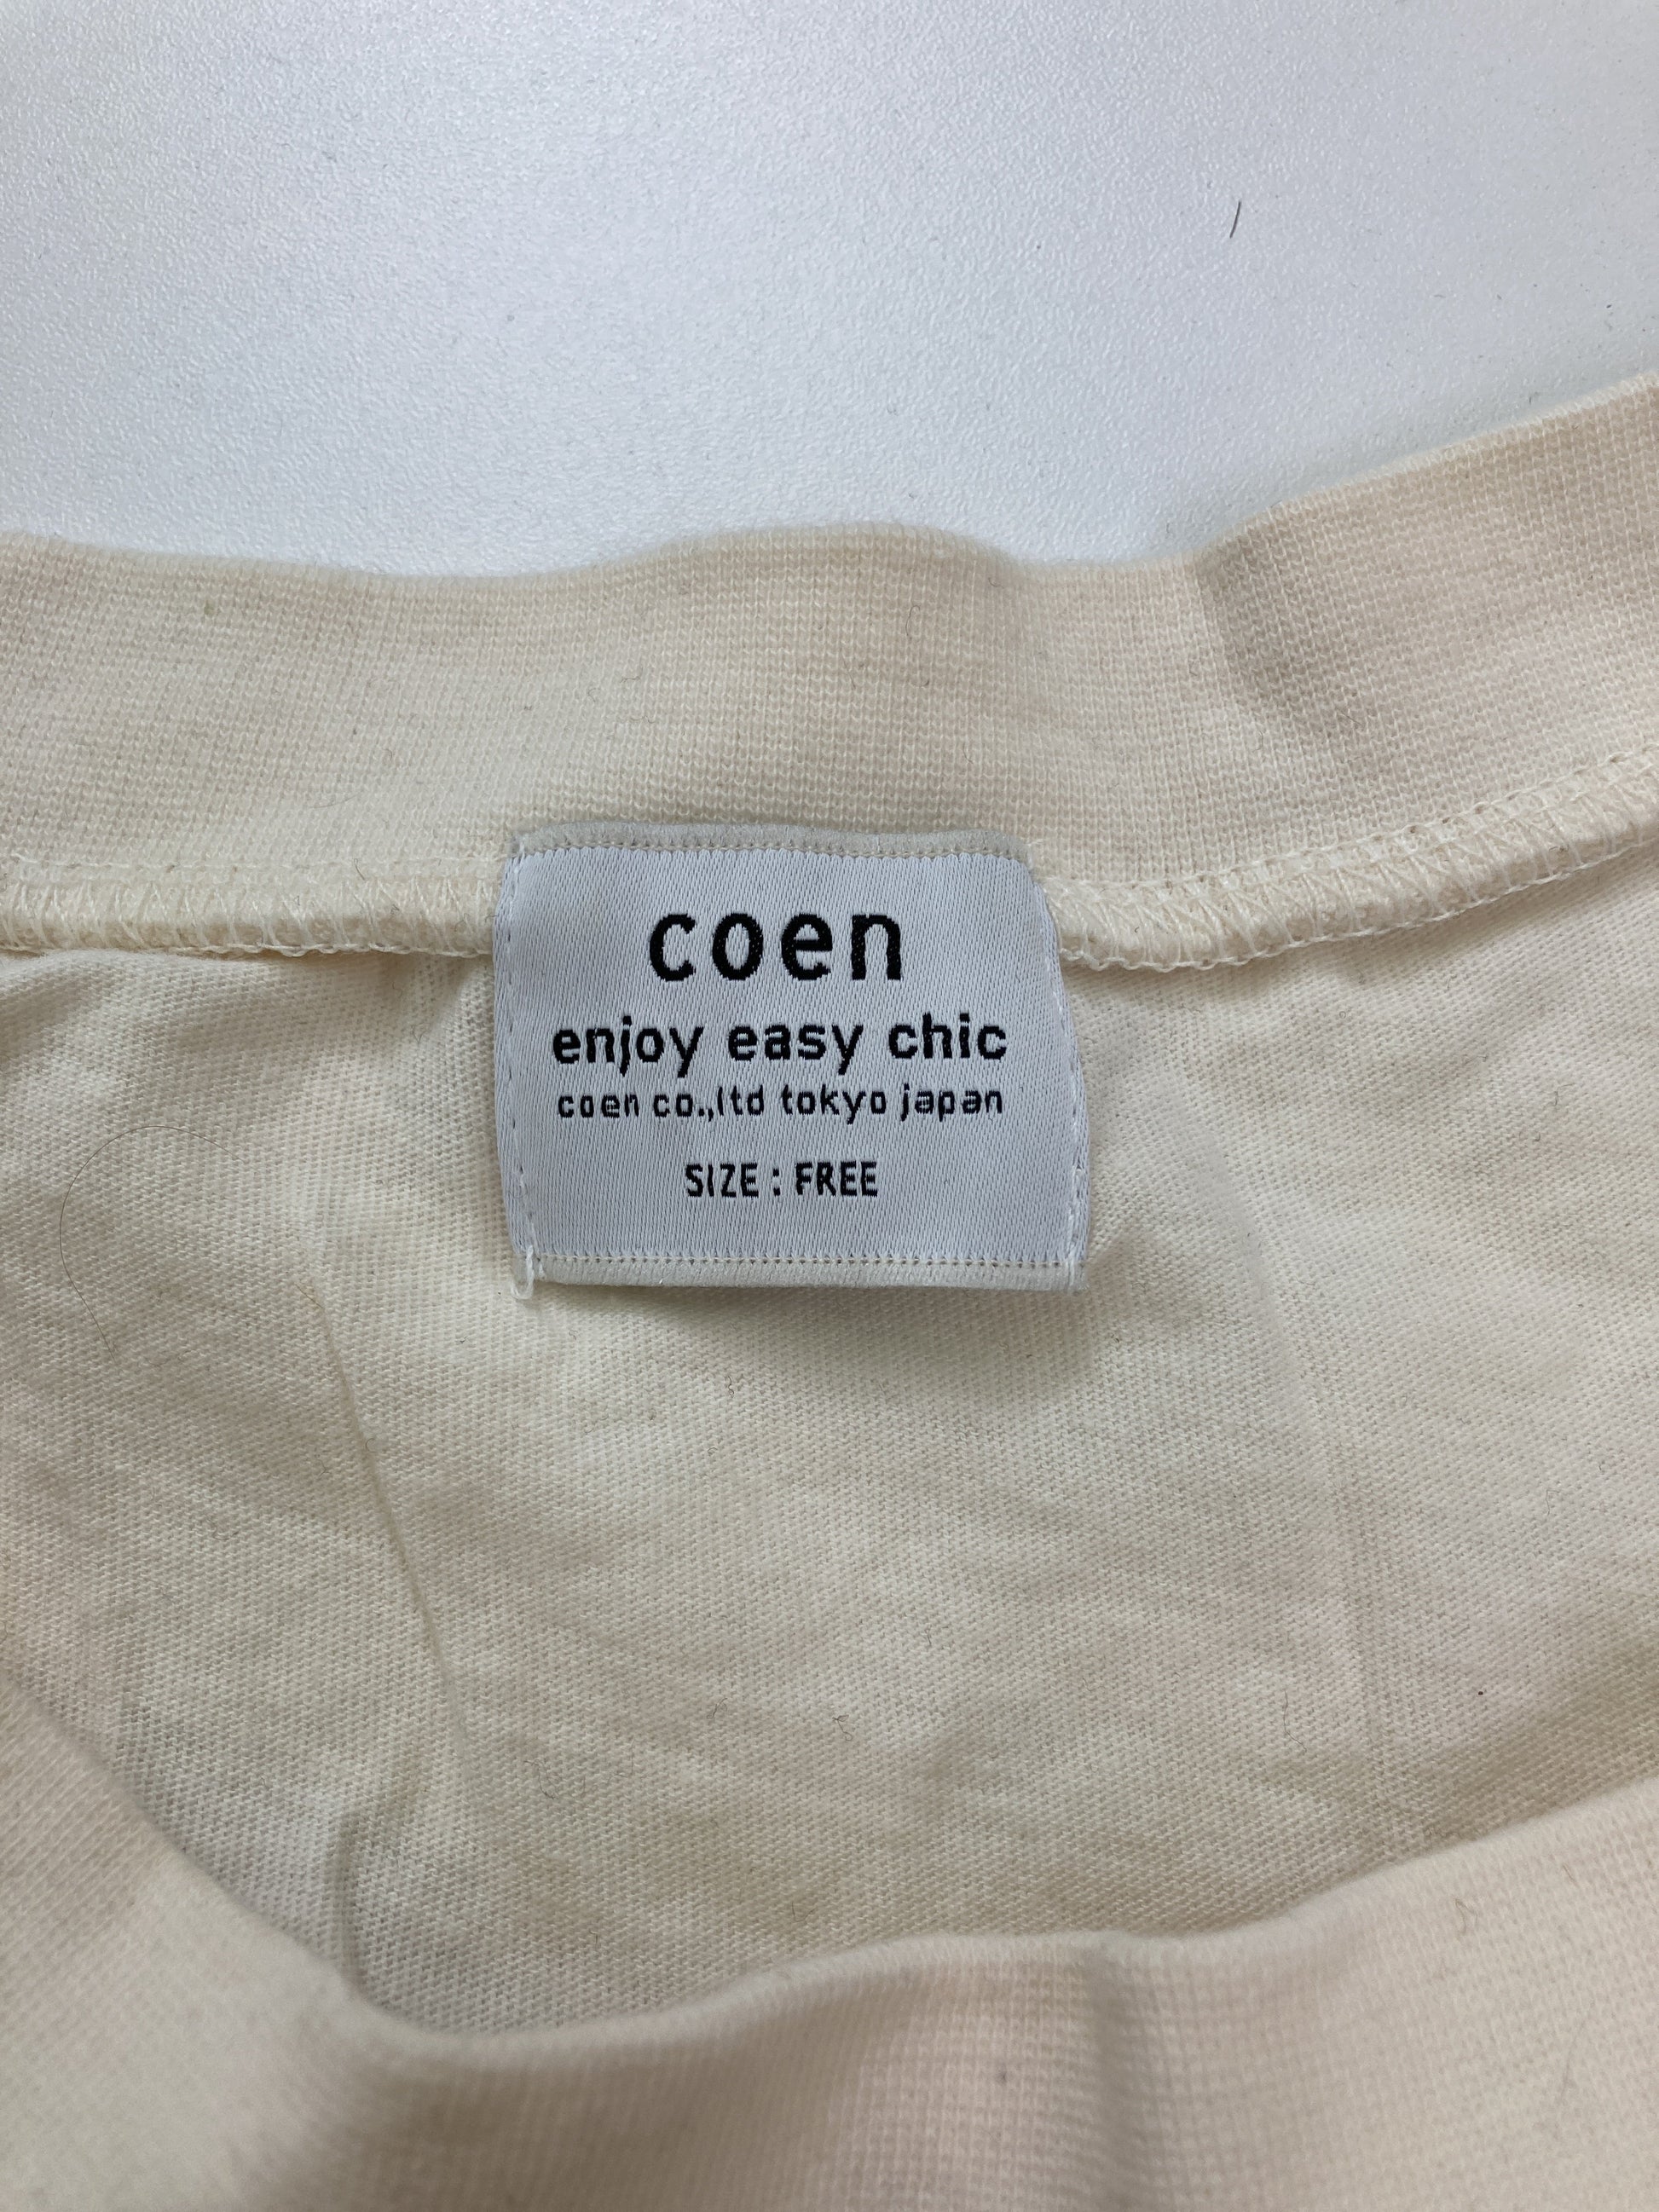 coen
enjoy easy chic
coen co.,ltd tokyo japan
SIZE : FREE